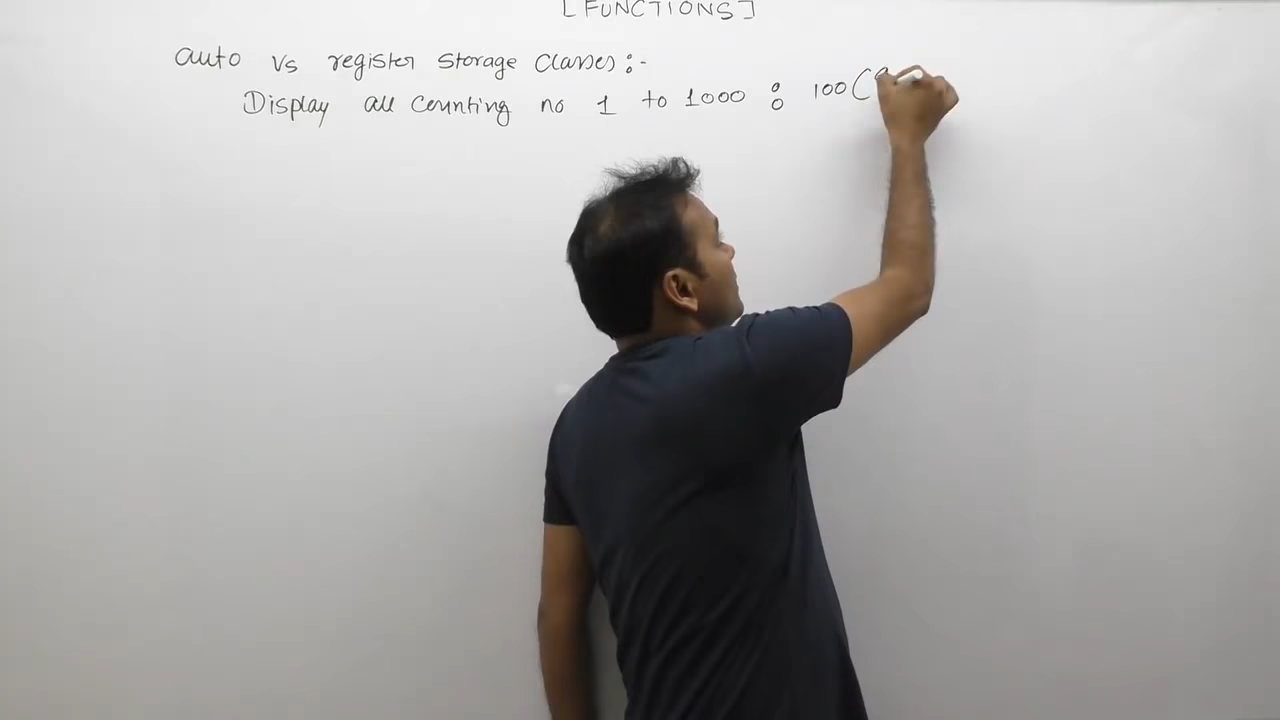 [FUNCTIONS]
auto vs register storage classes :-
Display all counting no 1 to 1000 : 100 (